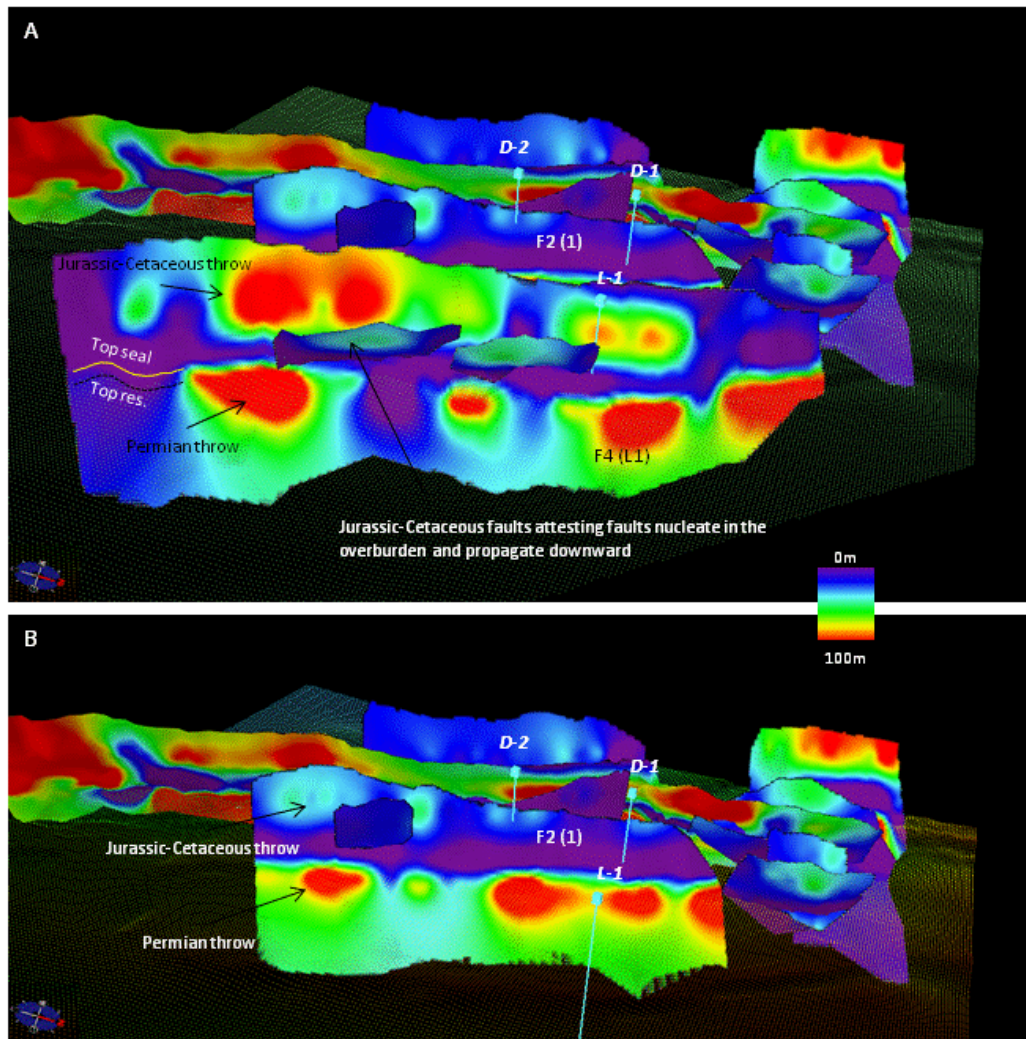 A
D-2
D-1
F2 (1)
Jurassic-Cetaceous throw
L-1
Top seal
Top res.
Permian throw
F4 (L1)
Jurassic-Cetaceous faults attesting faults nucleate in the
overburden and propagate downward
0m
100m
B
D-2
D-1
F2 (1)
Jurassic-Cetaceous throw
L-1
Permian throw